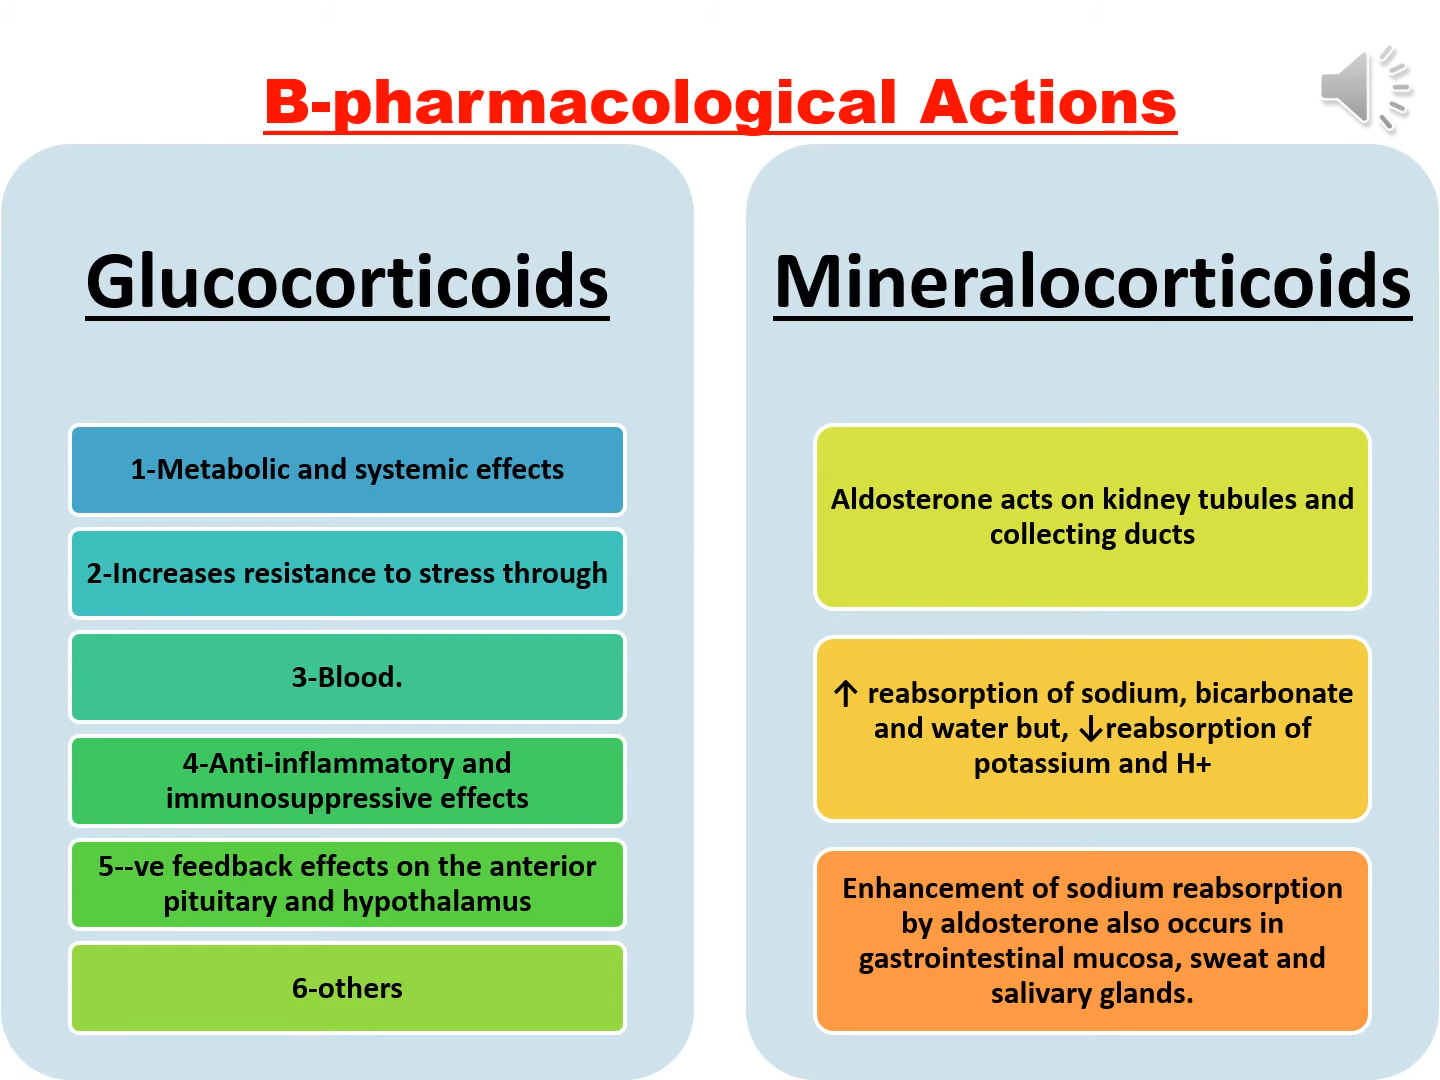 B-pharmacological Actions
Glucocorticoids
1-Metabolic and systemic effects
2-Increases resistance to stress through
3-Blood.
4-Anti-inflammatory and
immunosuppressive effects
5--ve feedback effects on the anterior
pituitary and hypothalamus
6-others
Mineralocorticoids
Aldosterone acts on kidney tubules and
collecting ducts
↑ reabsorption of sodium, bicarbonate
and water but, ↓reabsorption of
potassium and H+
Enhancement of sodium reabsorption
by aldosterone also occurs in
gastrointestinal mucosa, sweat and
salivary glands.